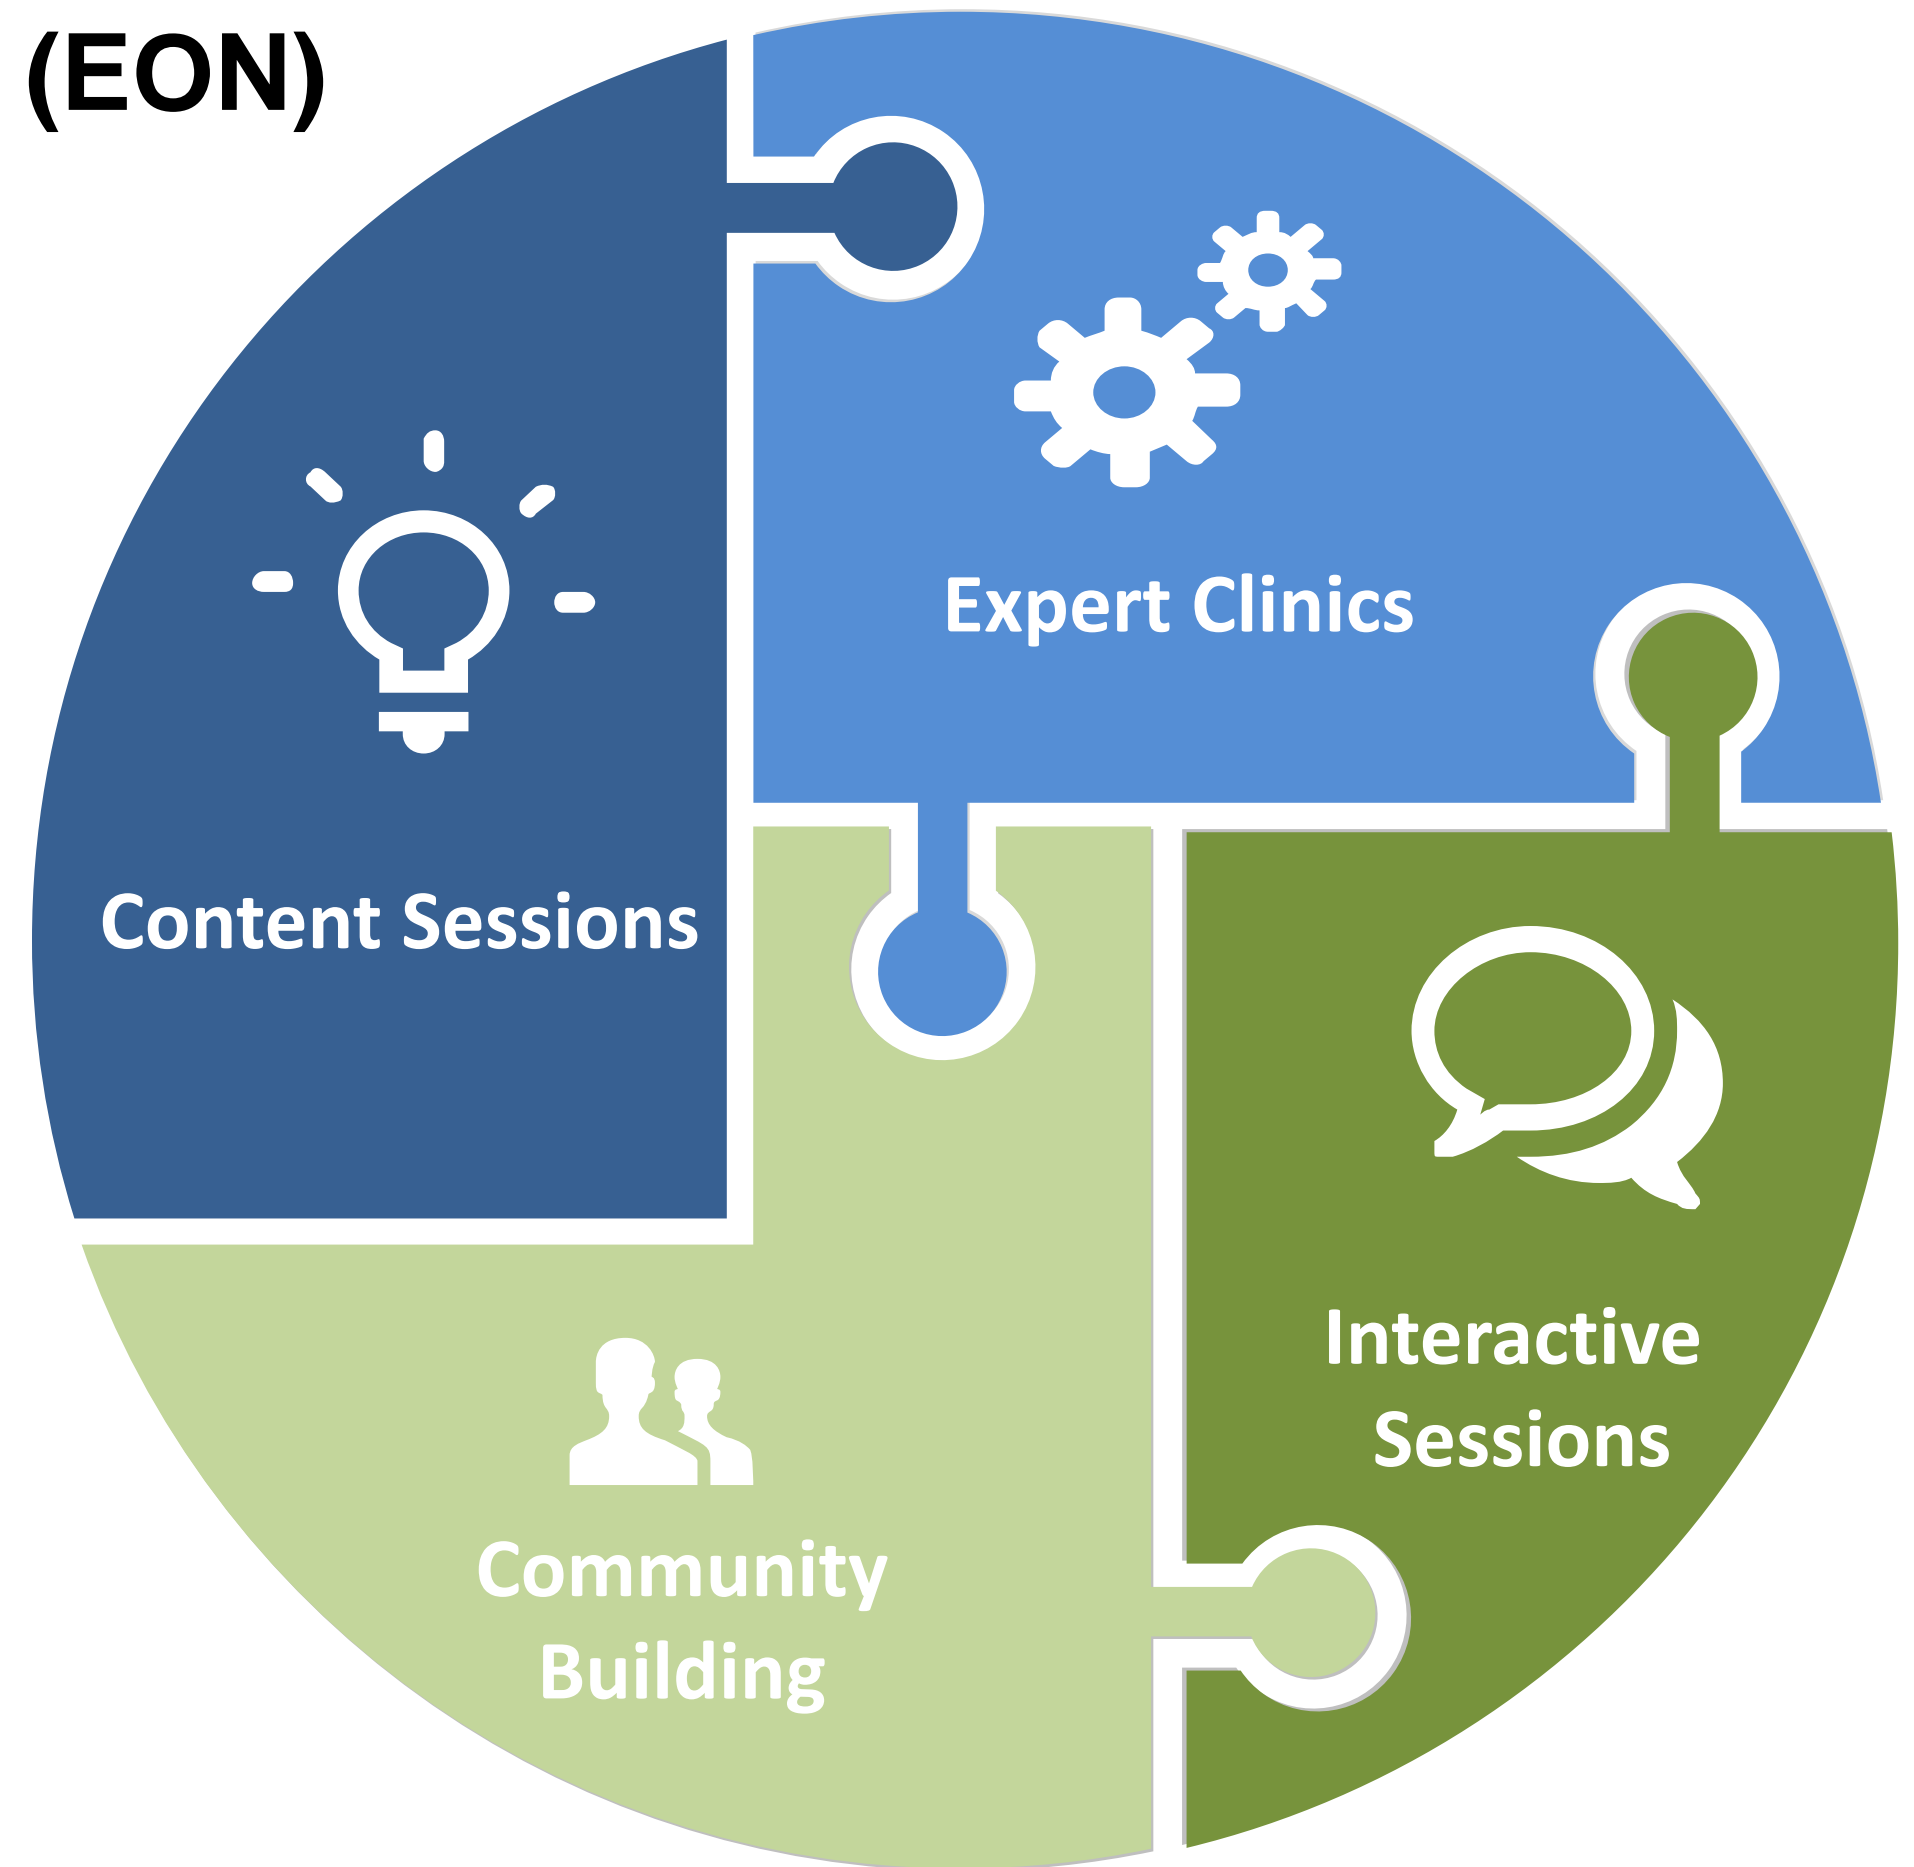 (EON)
Expert Clinics
Content Sessions
Interactive
Sessions
Community
Building